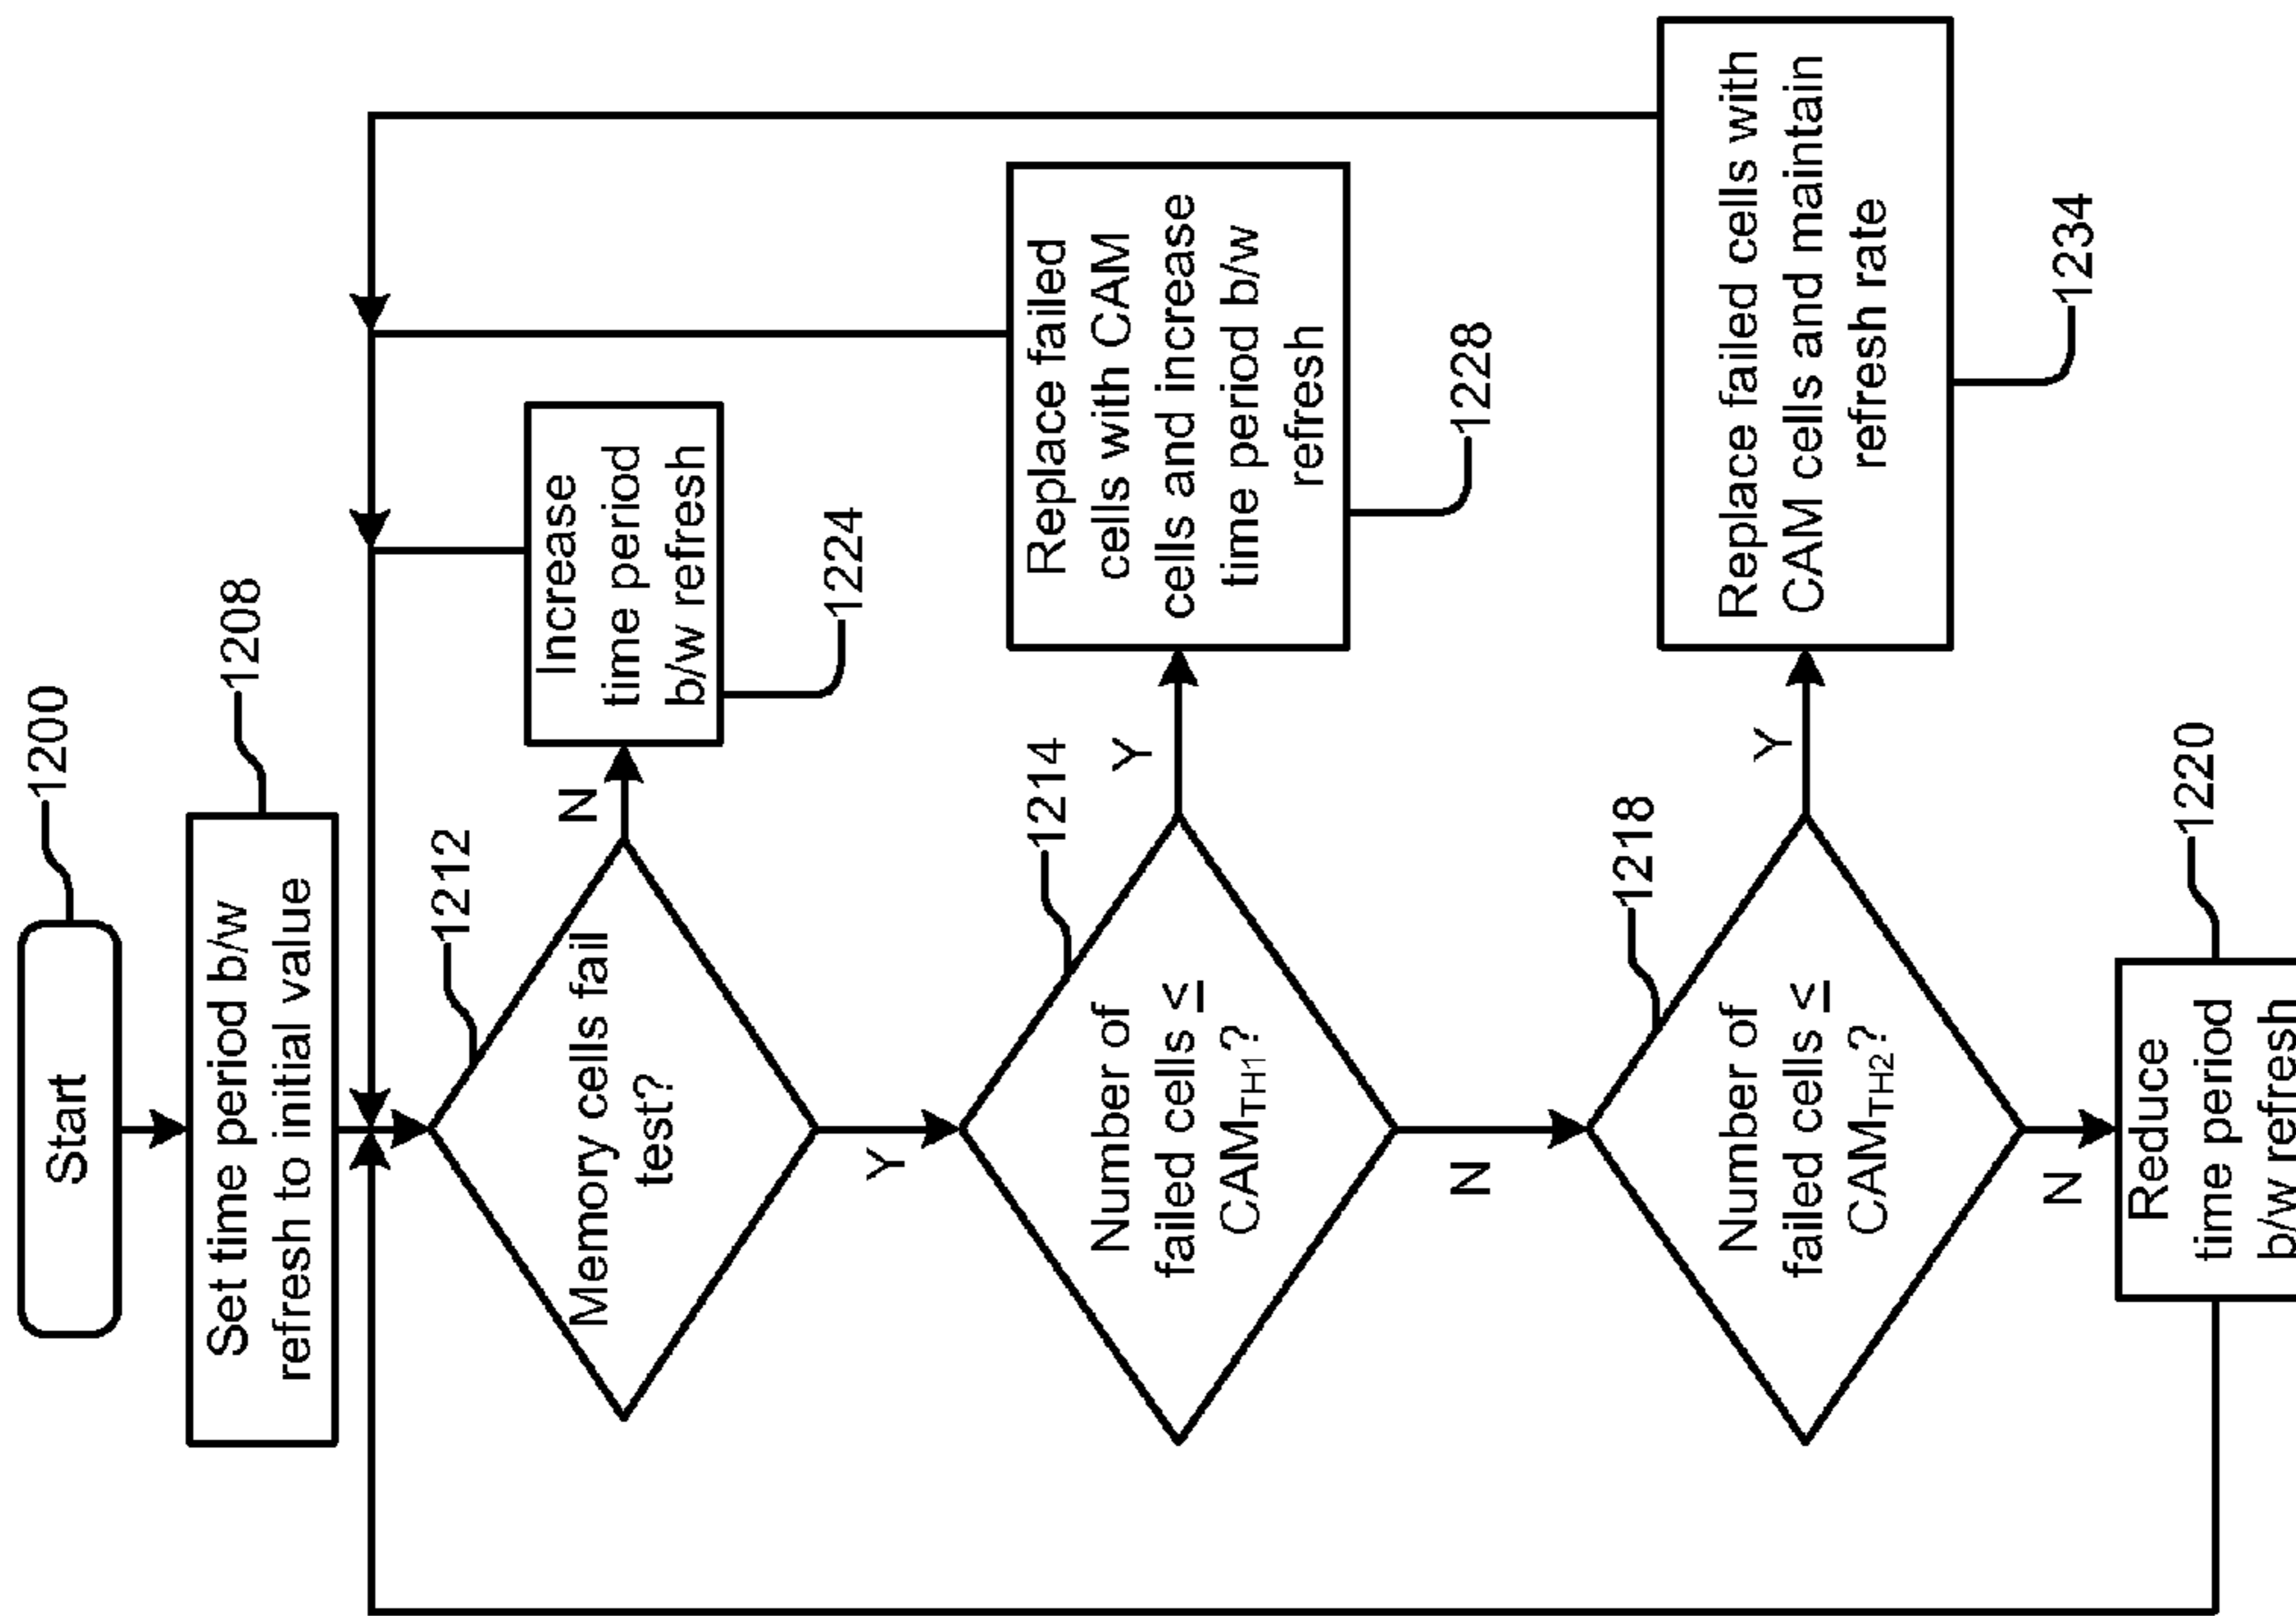 Start
1200
Set time period b/w
refresh to initial value
1208
Memory cells fail
test?
1212
N
Increase
time period
b/w refresh
1224
Y
Number of
failed cells ≤
CAMTH1?
1214
Y
Replace failed
cells with CAM
cells and increase
time period b/w
refresh
1228
N
Number of
failed cells ≤
CAMTH2?
1218
Y
Replace failed cells with
CAM cells and maintain
refresh rate
1234
N
Reduce
time period
b/w refresh
1220